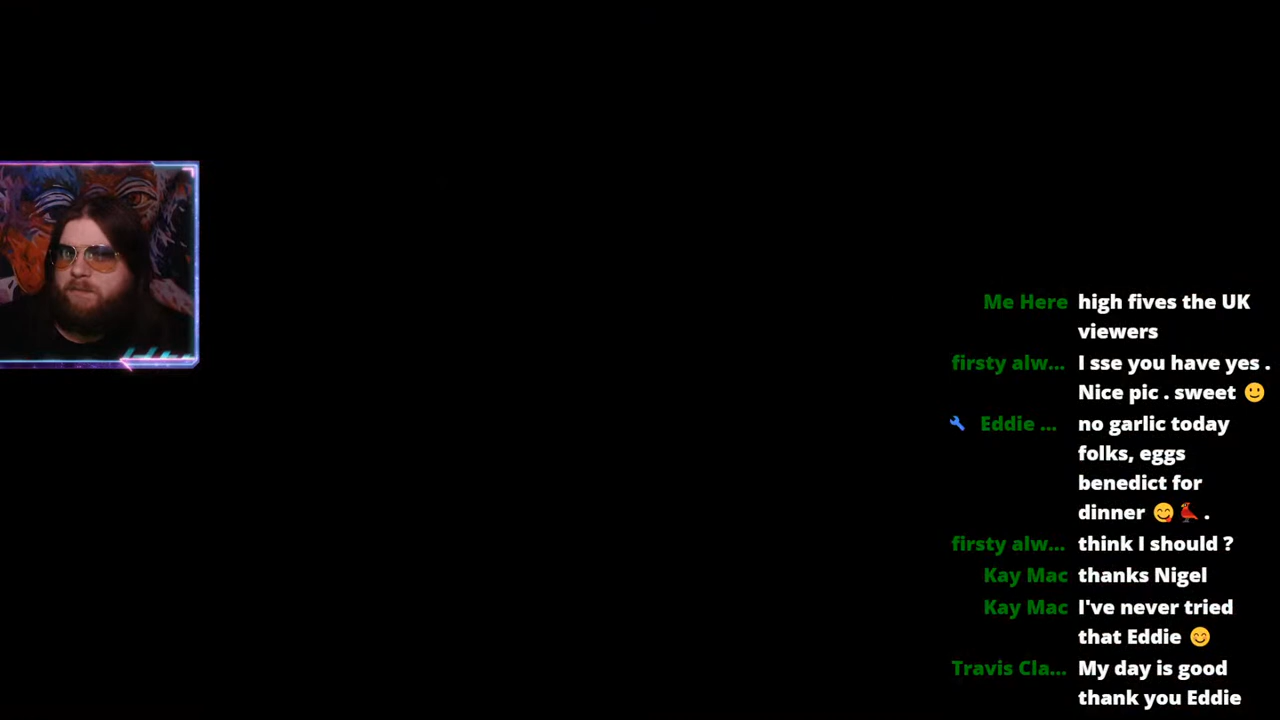 Me Here high fives the UK
viewers
firsty alw... I sse you have yes .
Nice pic . sweet 🙂
Eddie ... no garlic today
folks, eggs
benedict for
dinner 😋🐦 .
firsty alw... think I should ?
Kay Mac thanks Nigel
Kay Mac I've never tried
that Eddie 😊
Travis Cla... My day is good
thank you Eddie